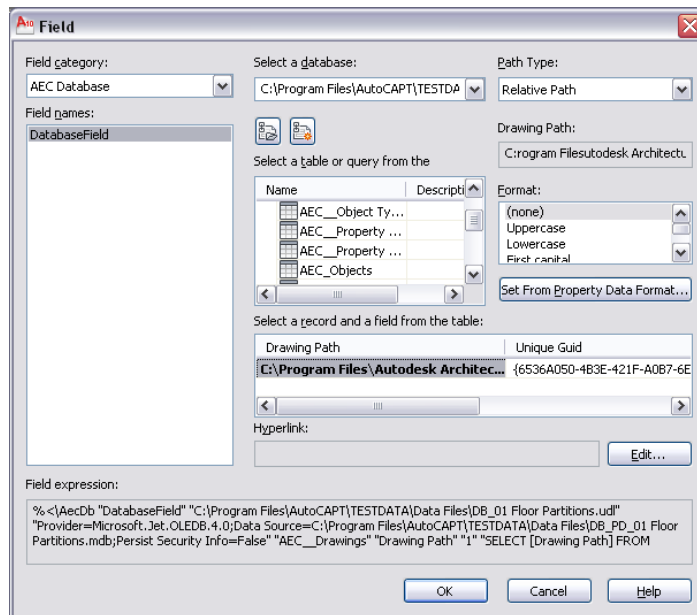 Field
Field category:
AEC Database
Field names:
DatabaseField
Select a database:
C:\Program Files\AutoCAPT\TESTDA
Select a table or query from the
Name Descripti
AEC__Object Ty...
AEC__Property ...
AEC__Property ...
AEC_Objects
Path Type:
Relative Path
Drawing Path:
C:rogram Filesutodesk Architectu
Format:
(none)
Uppercase
Lowercase
First capital
Set From Property Data Format...
Select a record and a field from the table:
Drawing Path Unique Guid
C:\Program Files\Autodesk Architec... {6536A050-4B3E-421F-A0B7-6E
Hyperlink:
Edit...
Field expression:
%<\AecDb "DatabaseField" "C:\Program Files\AutoCAPT\TESTDATA\Data Files\DB_01 Floor Partitions.udl"
"Provider=Microsoft.Jet.OLEDB.4.0;Data Source=C:\Program Files\AutoCAPT\TESTDATA\Data Files\DB_PD_01 Floor
Partitions.mdb;Persist Security Info=False" "AEC__Drawings" "Drawing Path" "1" "SELECT [Drawing Path] FROM
OK Cancel Help